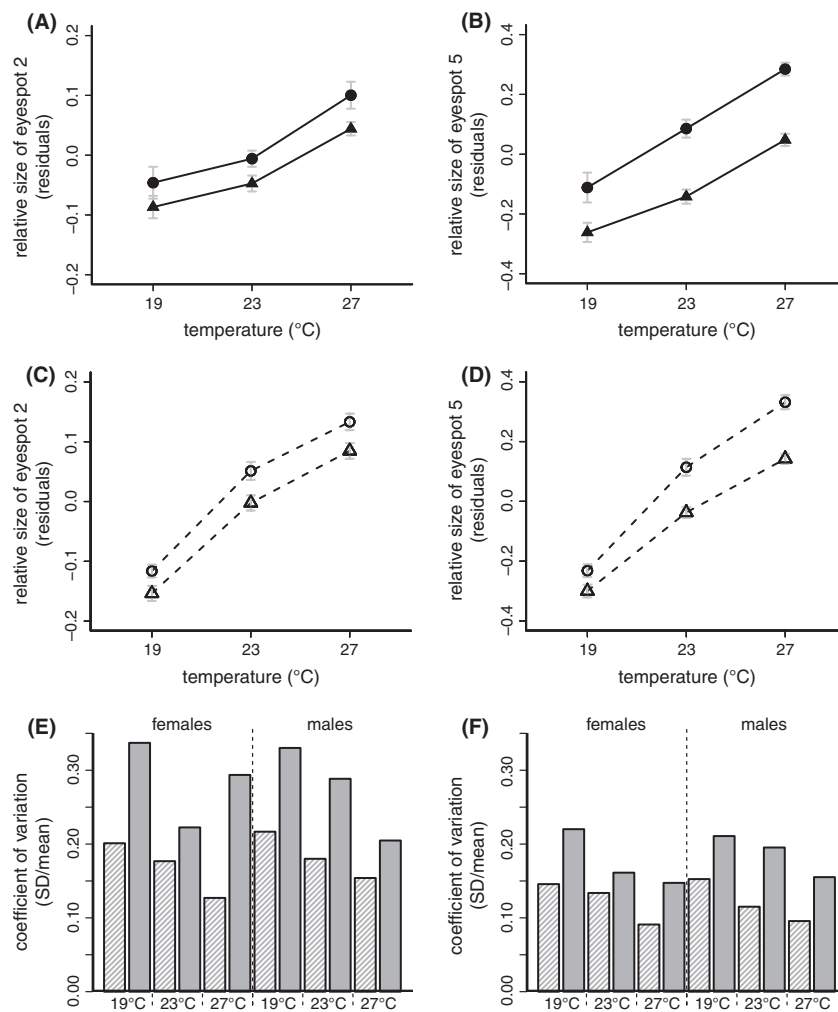 (A)
relative size of eyespot 2
(residuals)
0.2
0.1
0.0
−0.1
−0.2
19
23
27
temperature (°C)
(B)
relative size of eyespot 5
(residuals)
0.4
0.2
0.0
−0.2
−0.4
19
23
27
temperature (°C)
(C)
relative size of eyespot 2
(residuals)
0.2
0.1
0.0
−0.1
−0.2
19
23
27
temperature (°C)
(D)
relative size of eyespot 5
(residuals)
0.4
0.2
0.0
−0.2
−0.4
19
23
27
temperature (°C)
(E)
females
males
coefficient of variation
(SD/mean)
0.30
0.20
0.10
0.00
19°C
23°C
27°C
19°C
23°C
27°C
(F)
females
males
coefficient of variation
(SD/mean)
0.30
0.20
0.10
0.00
19°C
23°C
27°C
19°C
23°C
27°C